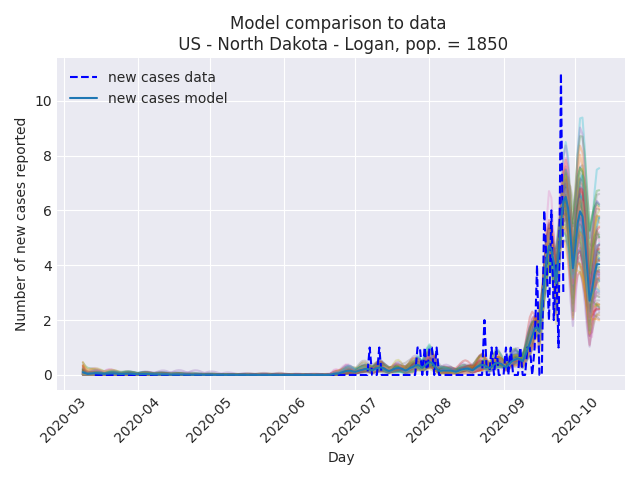 Model comparison to data
US - North Dakota - Logan, pop. = 1850
new cases data
new cases model
Number of new cases reported
10
8
6
4
2
0
2020-03
2020-04
2020-05
2020-06
2020-07
2020-08
2020-09
2020-10
Day